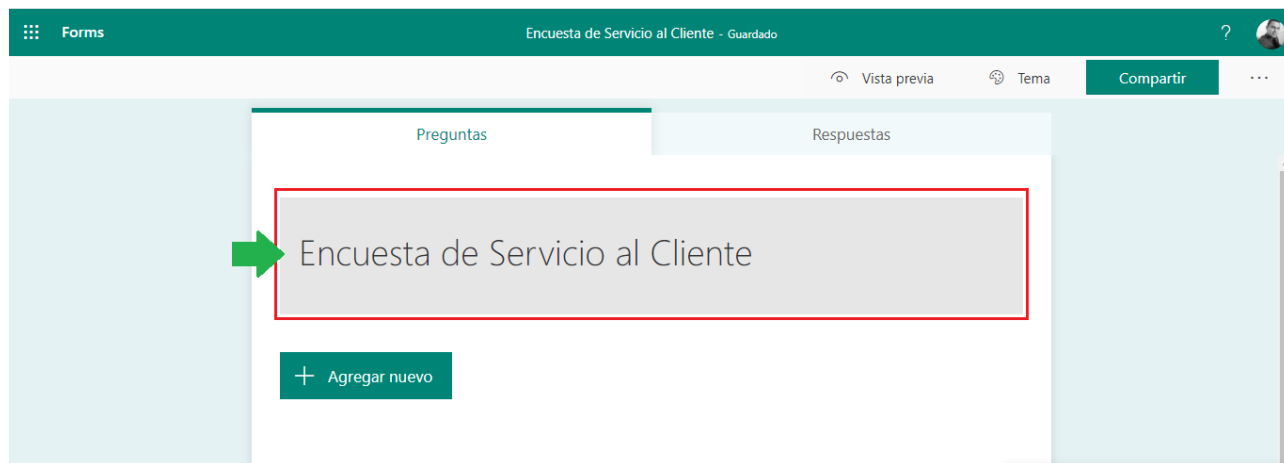 Forms
Encuesta de Servicio al Cliente - Guardado
?
Vista previa
Tema
Compartir
...
Preguntas
Respuestas
Encuesta de Servicio al Cliente
+ Agregar nuevo